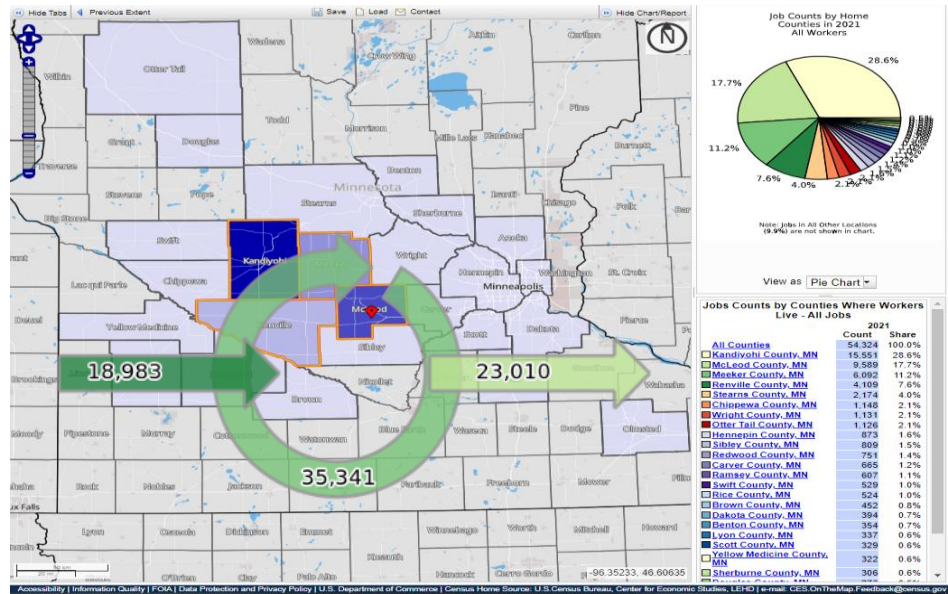 Hide Tabs
Previous Extent
Save
Load
Contact
Hide Chart/Report
N
Wadena
Aitkin
Carlton
Crow Wing
Wilkin
Otter Tail
Pine
Todd
Morrison
Mille Lacs
Kanabec
Burnett
Grant
Douglas
Traverse
Benton
Minnesota
Stevens
Pope
Stearns
Isanti
Chisago
Polk
Sherburne
Big Stone
Swift
Anoka
Kandiyohi
Wright
Hennepin
Washington
St. Croix
Chippewa
Minneapolis
Lac qui Parle
McLeod
Pierce
Deuel
Renville
Yellow Medicine
Scott
Dakota
Sibley
18,983
23,010
Brookings
Nicollet
Wabasha
Brown
Moody
Pipestone
Murray
Cottonwood
Watonwan
Blue Earth
Waseca
Steele
Dodge
Olmsted
35,341
Rock
Nobles
Jackson
Faribault
Freeborn
Mower
ux Falls
Lyon
Osceola
Dickinson
Emmet
Winnebago
Worth
Mitchell
Howard
Kossuth
O'Brien
Clay
Palo Alto
Hancock
Cerro Gordo
-96.35233, 46.60635
Job Counts by Home
Counties in 2021
All Workers
28.6%
17.7%
11.2%
7.6%
4.0%
2.1%
Note: Jobs in All Other Locations
(9.9%) are not shown in chart.
View as Pie Chart
Jobs Counts by Counties Where Workers
Live - All Jobs
2021
Count Share
All Counties 54,324 100.0%
Kandiyohi County, MN 15,551 28.6%
McLeod County, MN 9,589 17.7%
Meeker County, MN 6,092 11.2%
Renville County, MN 4,109 7.6%
Stearns County, MN 2,174 4.0%
Chippewa County, MN 1,148 2.1%
Wright County, MN 1,131 2.1%
Otter Tail County, MN 1,126 2.1%
Hennepin County, MN 873 1.6%
Sibley County, MN 809 1.5%
Redwood County, MN 751 1.4%
Carver County, MN 665 1.2%
Ramsey County, MN 607 1.1%
Swift County, MN 529 1.0%
Rice County, MN 524 1.0%
Brown County, MN 452 0.8%
Dakota County, MN 394 0.7%
Benton County, MN 354 0.7%
Lyon County, MN 337 0.6%
Scott County, MN 329 0.6%
Yellow Medicine County,
MN 322 0.6%
Sherburne County, MN 306 0.6%
Accessibility | Information Quality | FOIA | Data Protection and Privacy Policy | U.S. Department of Commerce | Census Home Source: U.S.Census Bureau, Center for Economic Studies, LEHD | e-mail: CES.OnTheMap.Feedback@census.gov